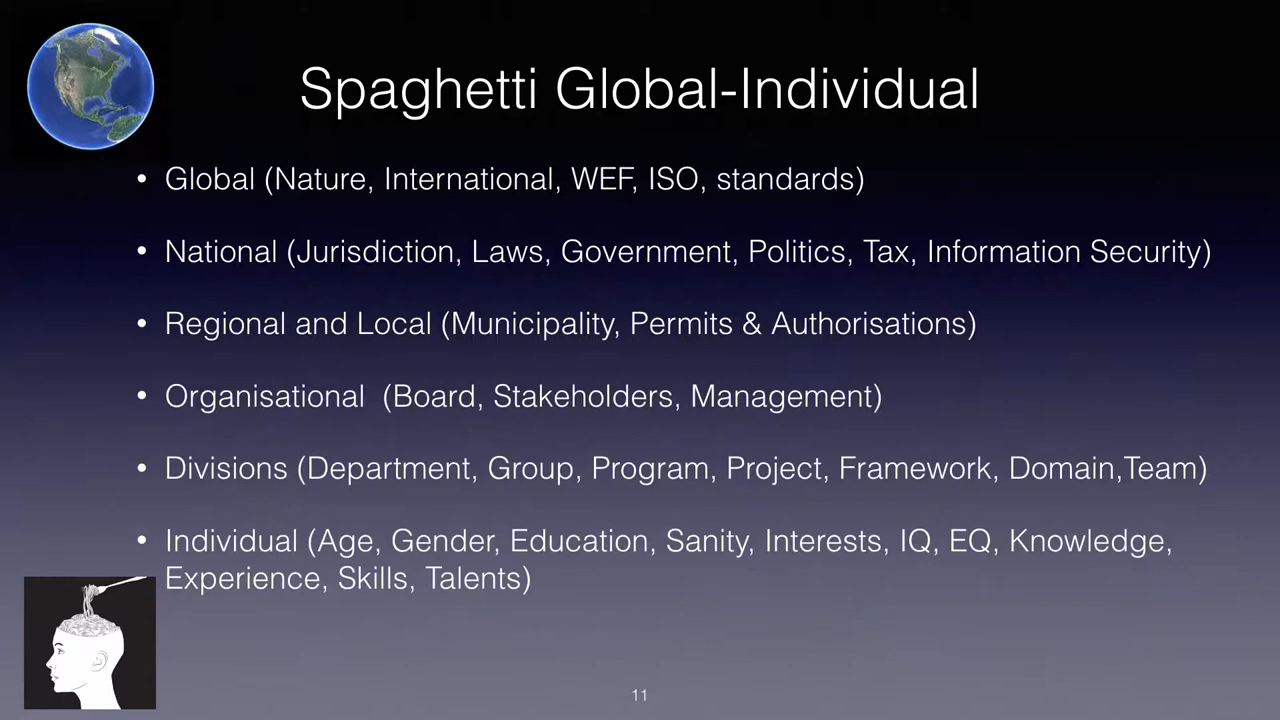 Spaghetti Global-Individual
• Global (Nature, International, WEF, ISO, standards)
• National (Jurisdiction, Laws, Government, Politics, Tax, Information Security)
• Regional and Local (Municipality, Permits & Authorisations)
• Organisational  (Board, Stakeholders, Management)
• Divisions (Department, Group, Program, Project, Framework, Domain,Team)
• Individual (Age, Gender, Education, Sanity, Interests, IQ, EQ, Knowledge,
Experience, Skills, Talents)
11